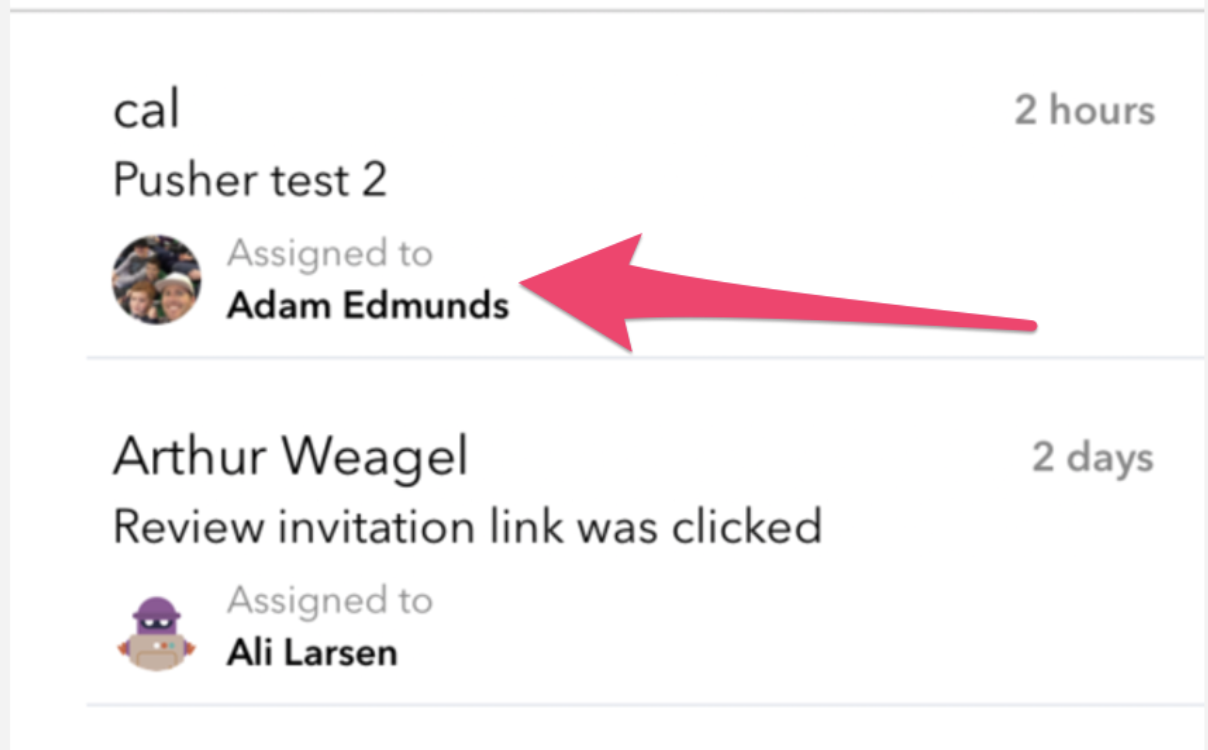 cal
2 hours
Pusher test 2
Assigned to
Adam Edmunds
Arthur Weagel
2 days
Review invitation link was clicked
Assigned to
Ali Larsen